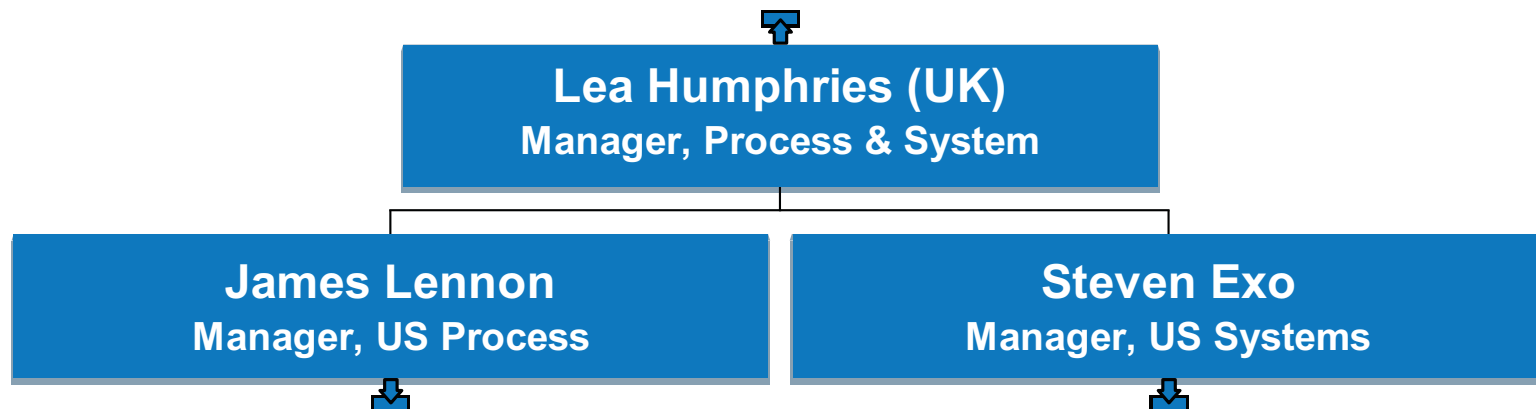 Lea Humphries (UK)
Manager, Process & System
James Lennon
Manager, US Process
Steven Exo
Manager, US Systems